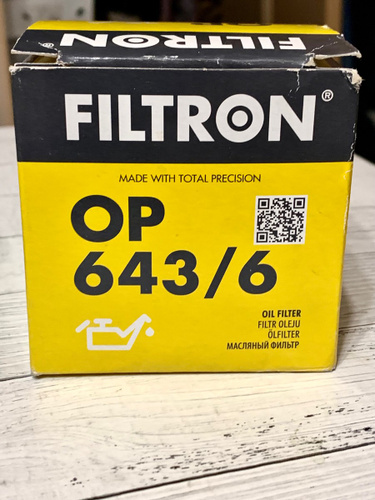 FILTRON
FILTRON®
MADE WITH TOTAL PRECISION
OP
643/6
OIL FILTER
FILTR OLEJU
ÖLFILTER
МАСЛЯНЫЙ ФИЛЬТР